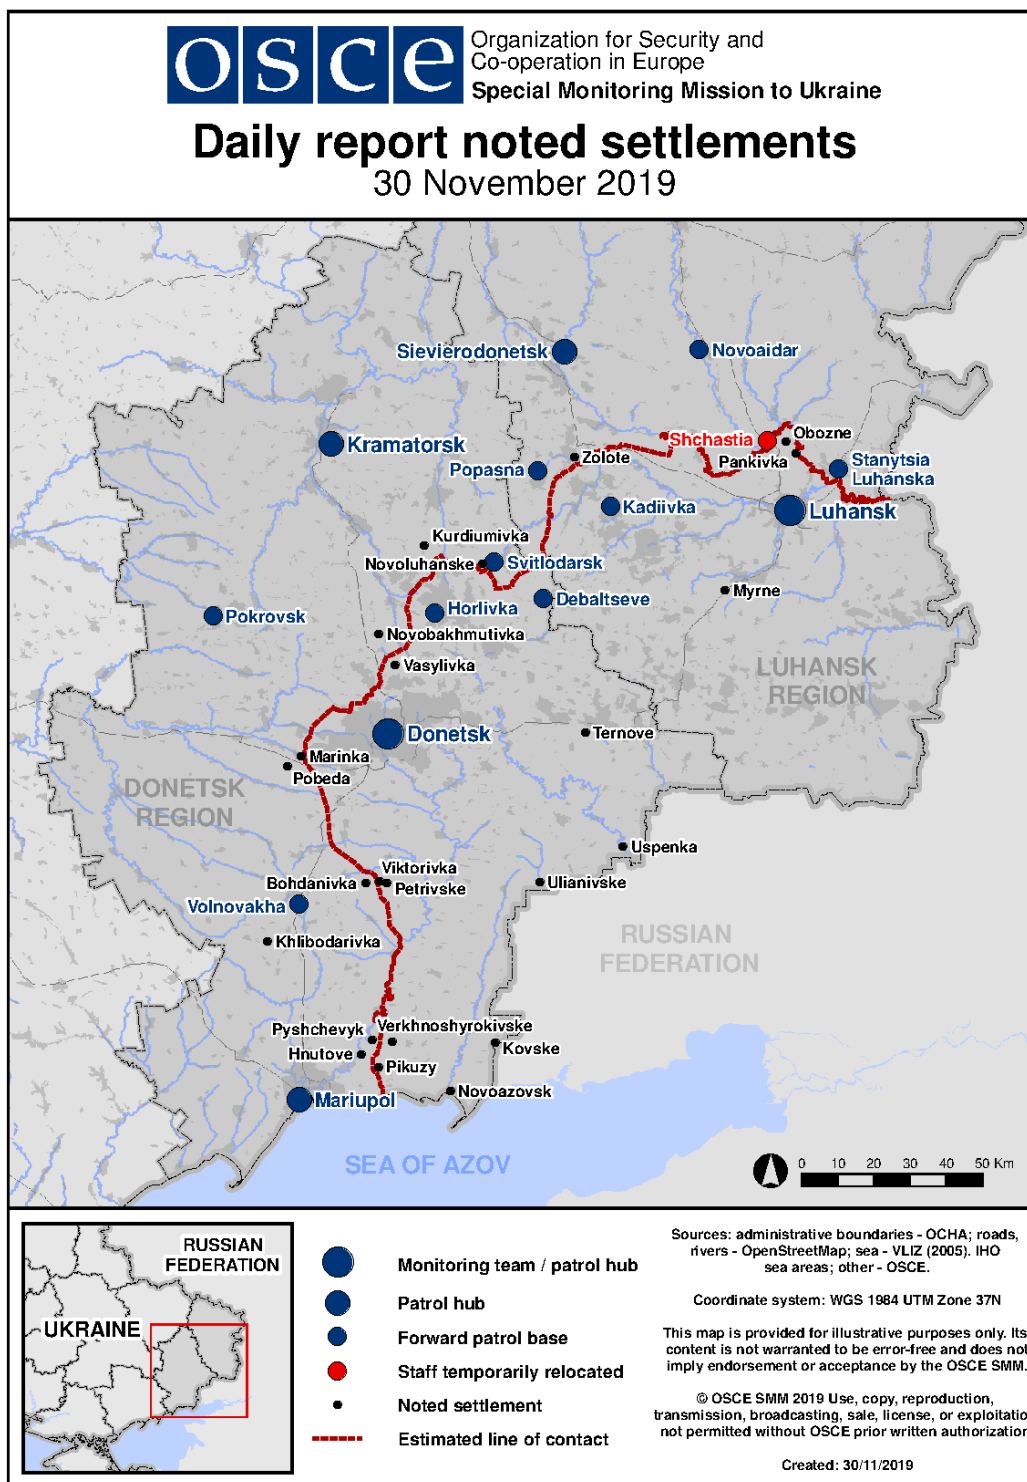 osce
Organization for Security and
Co-operation in Europe
Special Monitoring Mission to Ukraine
Daily report noted settlements
30 November 2019
Sievierodonetsk
Novoaidar
Kramatorsk
Shchastia
Obozne
Zolote
Pankivka
Popasna
Stanytsia
Luhanska
Kadiivka
Luhansk
Kurdiumivka
Novoluhanske
Svitlodarsk
Myrne
Debaltseve
Horlivka
Pokrovsk
Novobakhmutivka
Vasylivka
LUHANSK
REGION
Donetsk
Ternove
Marinka
Pobeda
DONETSK
REGION
Uspenka
Viktorivka
Bohdanivka
Petrivske
Ulianivske
Volnovakha
Khlibodarivka
RUSSIAN
FEDERATION
Pyshchevyk
Verkhnoshyrokivske
Hnutove
Kovske
Pikuzy
Novoazovsk
Mariupol
SEA OF AZOV
0 10 20 30 40 50 Km
RUSSIAN
FEDERATION
UKRAINE
Monitoring team / patrol hub
Patrol hub
Forward patrol base
Staff temporarily relocated
Noted settlement
Estimated line of contact
Sources: administrative boundaries - OCHA; roads,
rivers - OpenStreetMap; sea - VLIZ (2005). IHO
sea areas; other - OSCE.
Coordinate system: WGS 1984 UTM Zone 37N
This map is provided for illustrative purposes only. Its
content is not warranted to be error-free and does not
imply endorsement or acceptance by the OSCE SMM.
© OSCE SMM 2019 Use, copy, reproduction,
transmission, broadcasting, sale, license, or exploitatio
not permitted without OSCE prior written authorization
Created: 30/11/2019